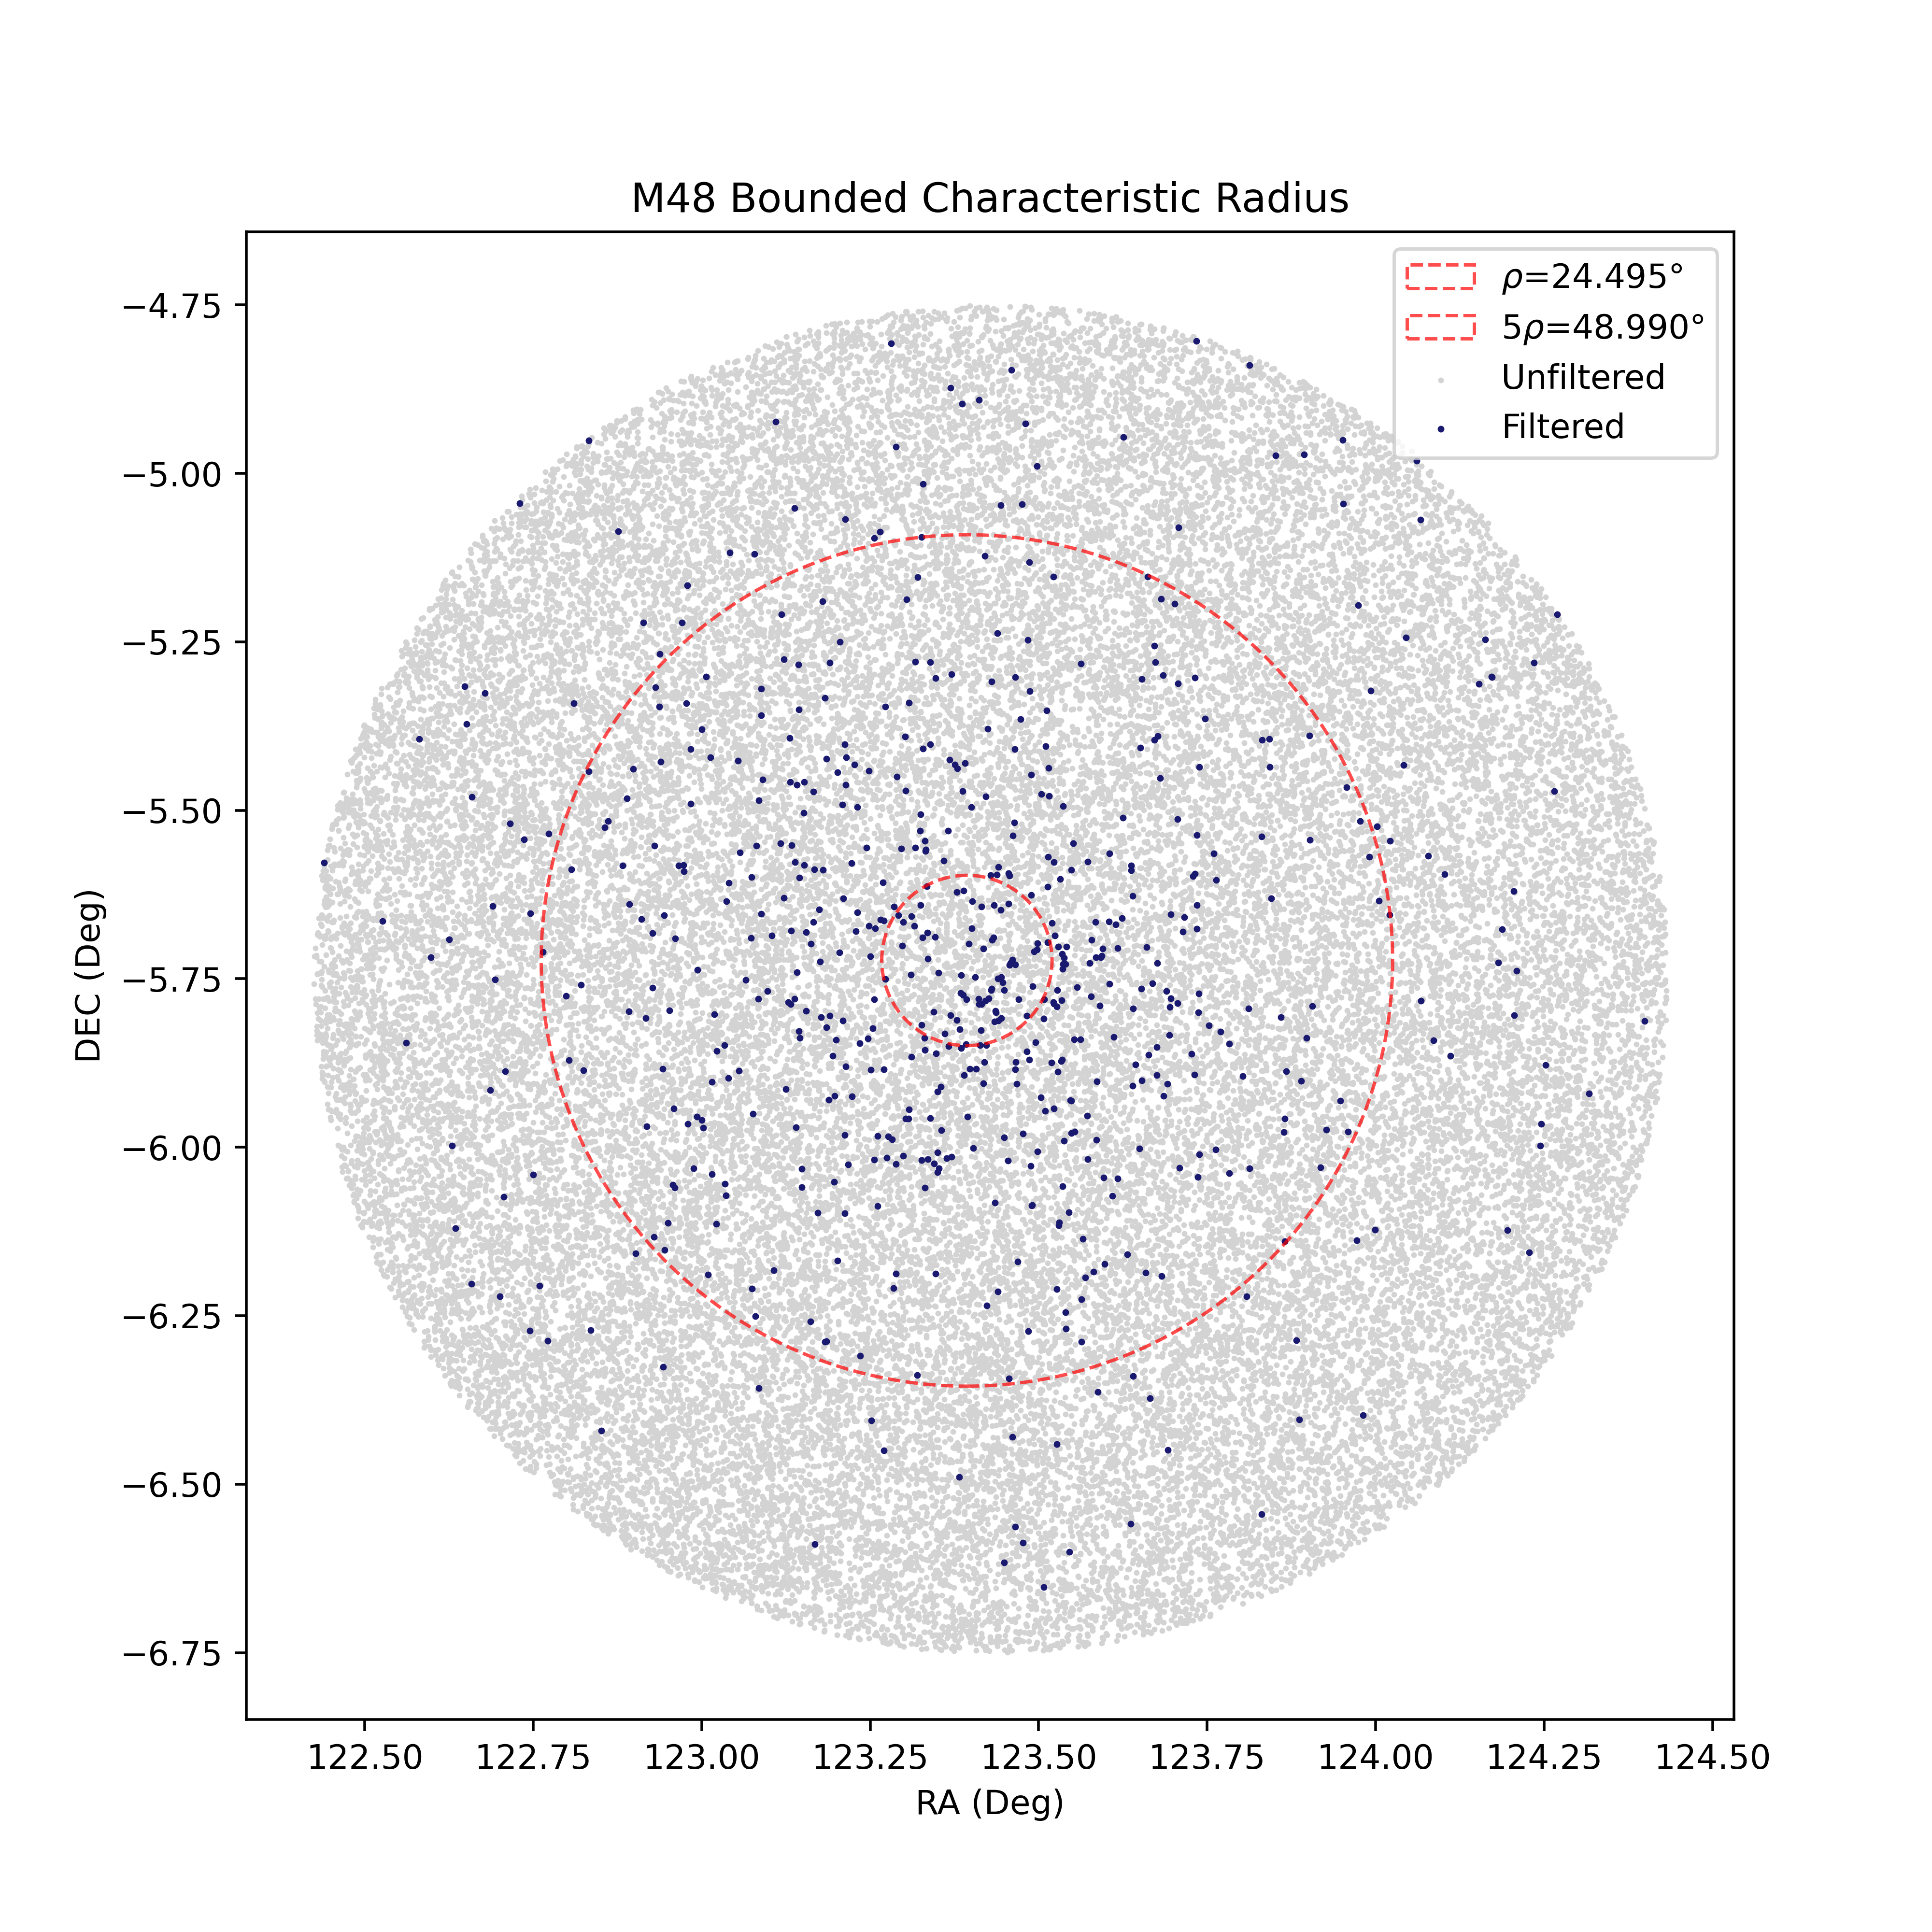 M48 Bounded Characteristic Radius
ρ=24.495°
5ρ=48.990°
Unfiltered
Filtered
−4.75
−5.00
−5.25
−5.50
−5.75
−6.00
−6.25
−6.50
−6.75
DEC (Deg)
122.50 122.75 123.00 123.25 123.50 123.75 124.00 124.25 124.50
RA (Deg)